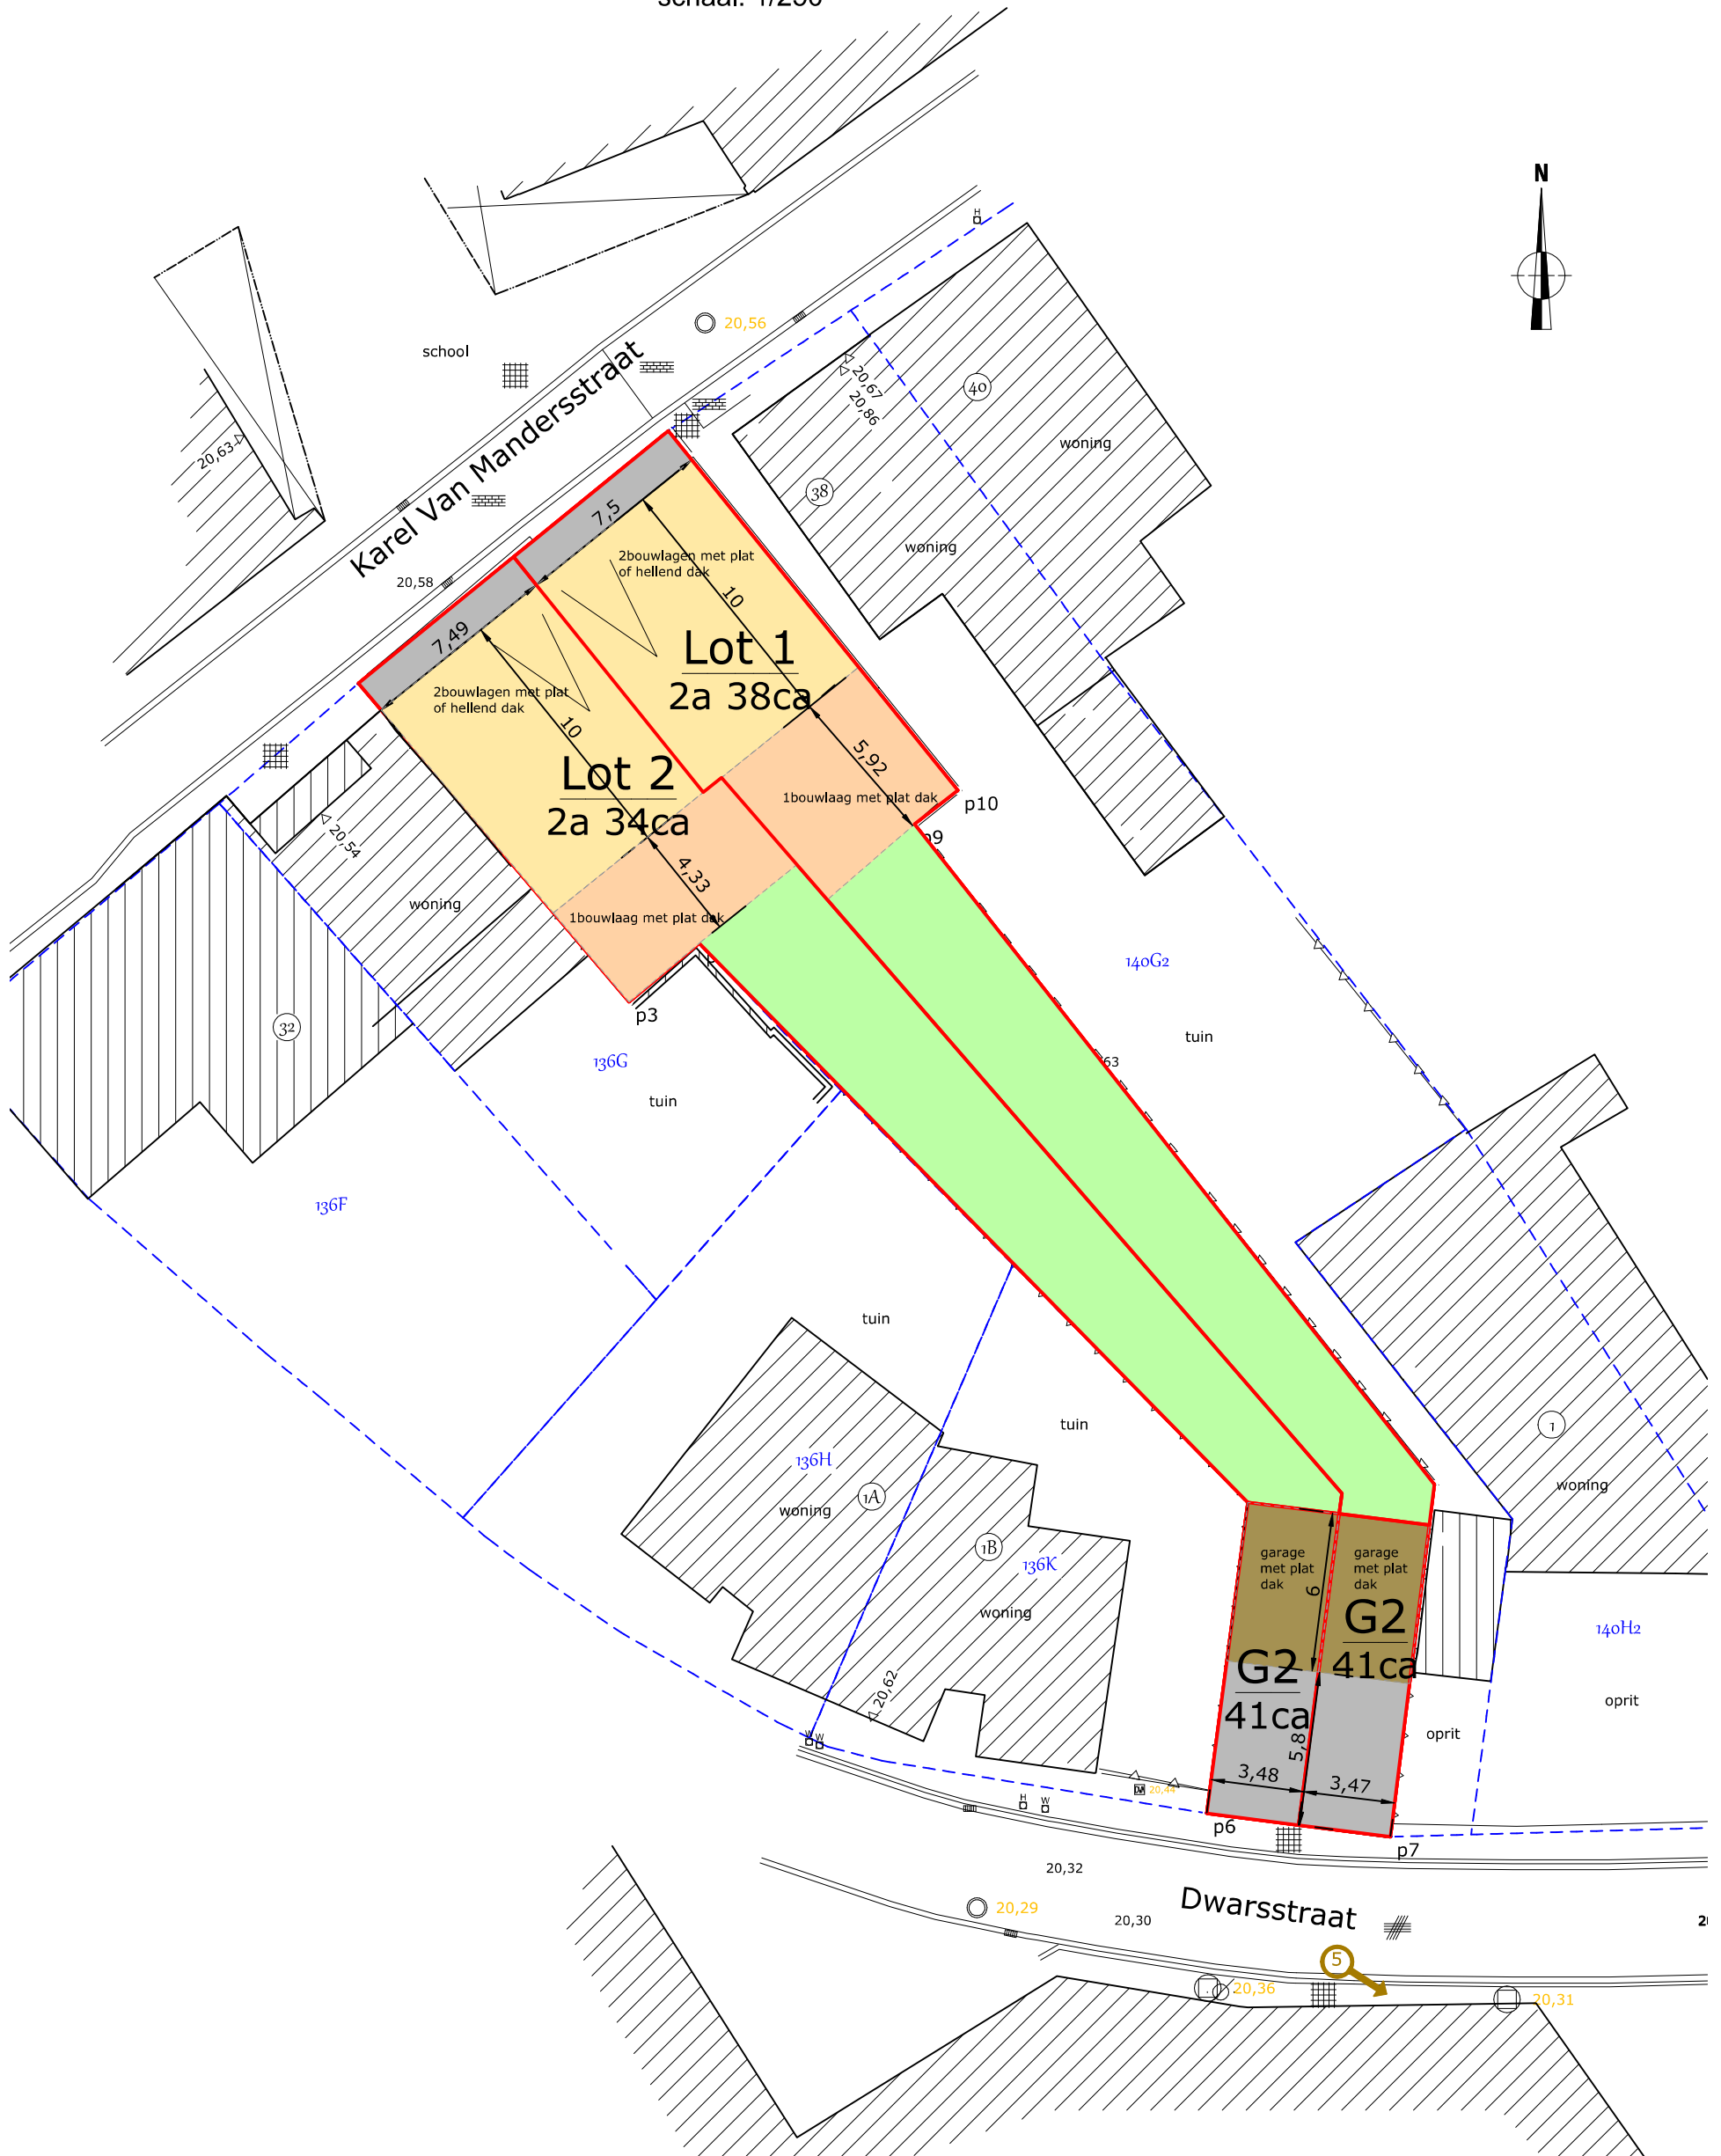 N
H
20,56
school
Karel Van Mandersstraat
20,67
20,86
40
woning
20,63
38
7,5
woning
2bouwlagen met plat
of hellend dak
20,58
10
7,49
Lot 1
2a 38ca
2bouwlagen met plat
of hellend dak
10
5,92
Lot 2
2a 34ca
1bouwlaag met plat dak
p10
20,54
p9
4,33
woning
1bouwlaag met plat dak
140G2
p3
32
tuin
136G
63
tuin
136F
tuin
tuin
1
136H
woning
1A
woning
1B
136K
woning
garage
met plat
dak
garage
met plat
dak
6
G2
41ca
G2
41ca
140H2
20,62
oprit
oprit
5,8
W
W
3,48
3,47
20,44
H
W
p6
p7
20,32
Dwarsstraat
20,29
20,30
5
20,36
20,31